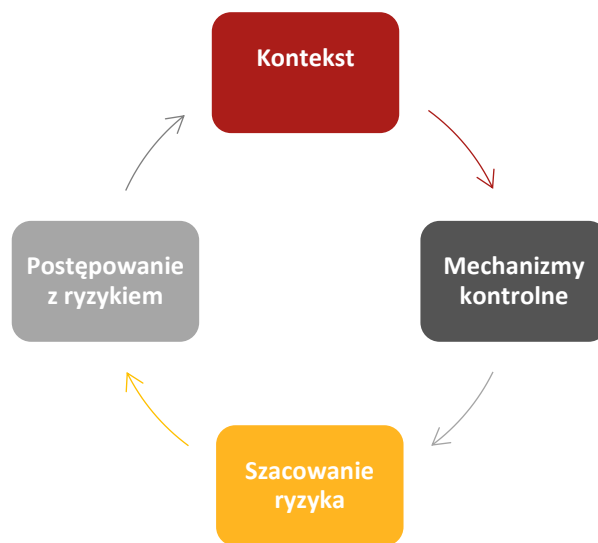 Kontekst
Mechanizmy
kontrolne
Szacowanie
ryzyka
Postępowanie
z ryzykiem